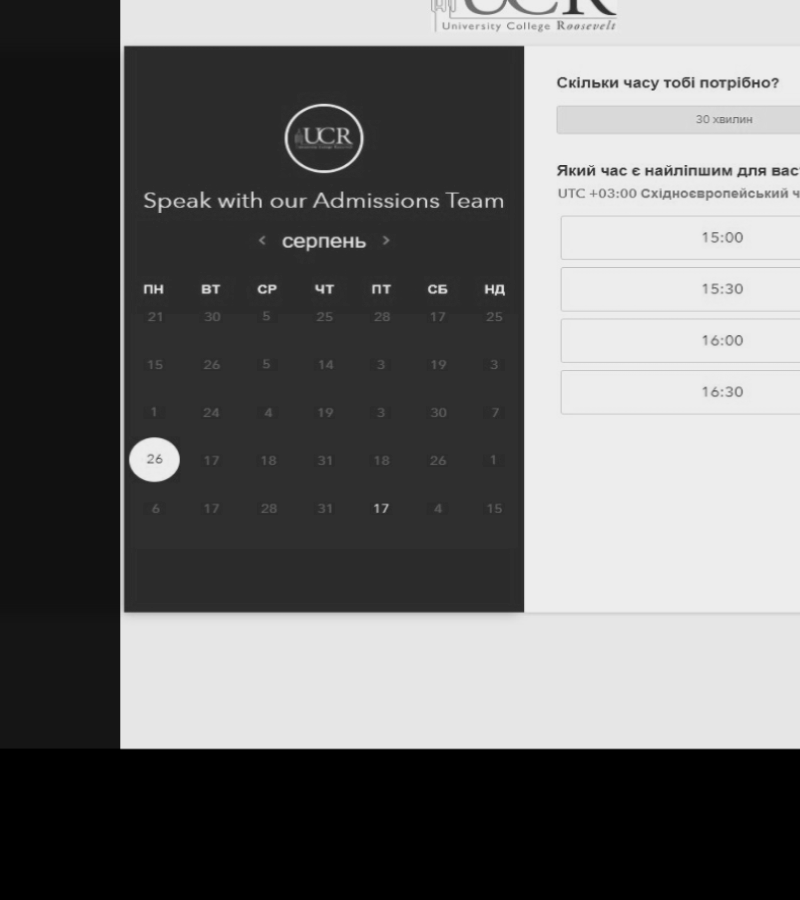 UCR
University College Roosevelt
UCR
Speak with our Admissions Team
< серпень >
ПН ВТ СР ЧТ ПТ СБ НД
21 30 5 25 28 17 25
15 26 5 14 3 19 3
1 24 4 19 3 30 7
26 17 18 31 18 26 1
6 17 28 31 17 4 15
Скільки часу тобі потрібно?
30 хвилин
Який час є найліпшим для вас
UTC +03:00 Східноєвропейський ч
15:00
15:30
16:00
16:30